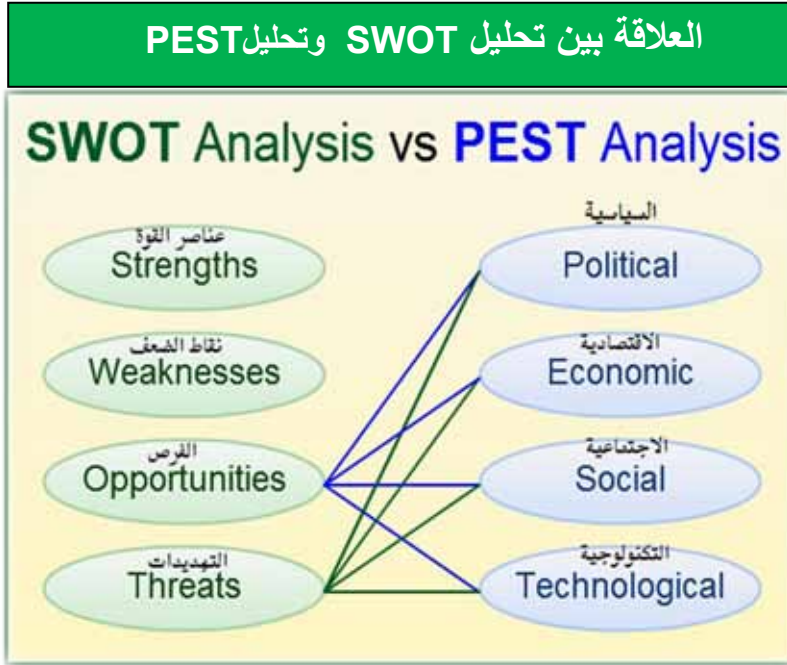 العلاقة بين تحليل SWOT وتحليلPEST
SWOT Analysis vs PEST Analysis
عناصر القوة
Strengths
نقاط الضعف
Weaknesses
الفرص
Opportunities
التهديدات
Threats
السياسية
Political
الاقتصادية
Economic
الاجتماعية
Social
التكنولوجية
Technological